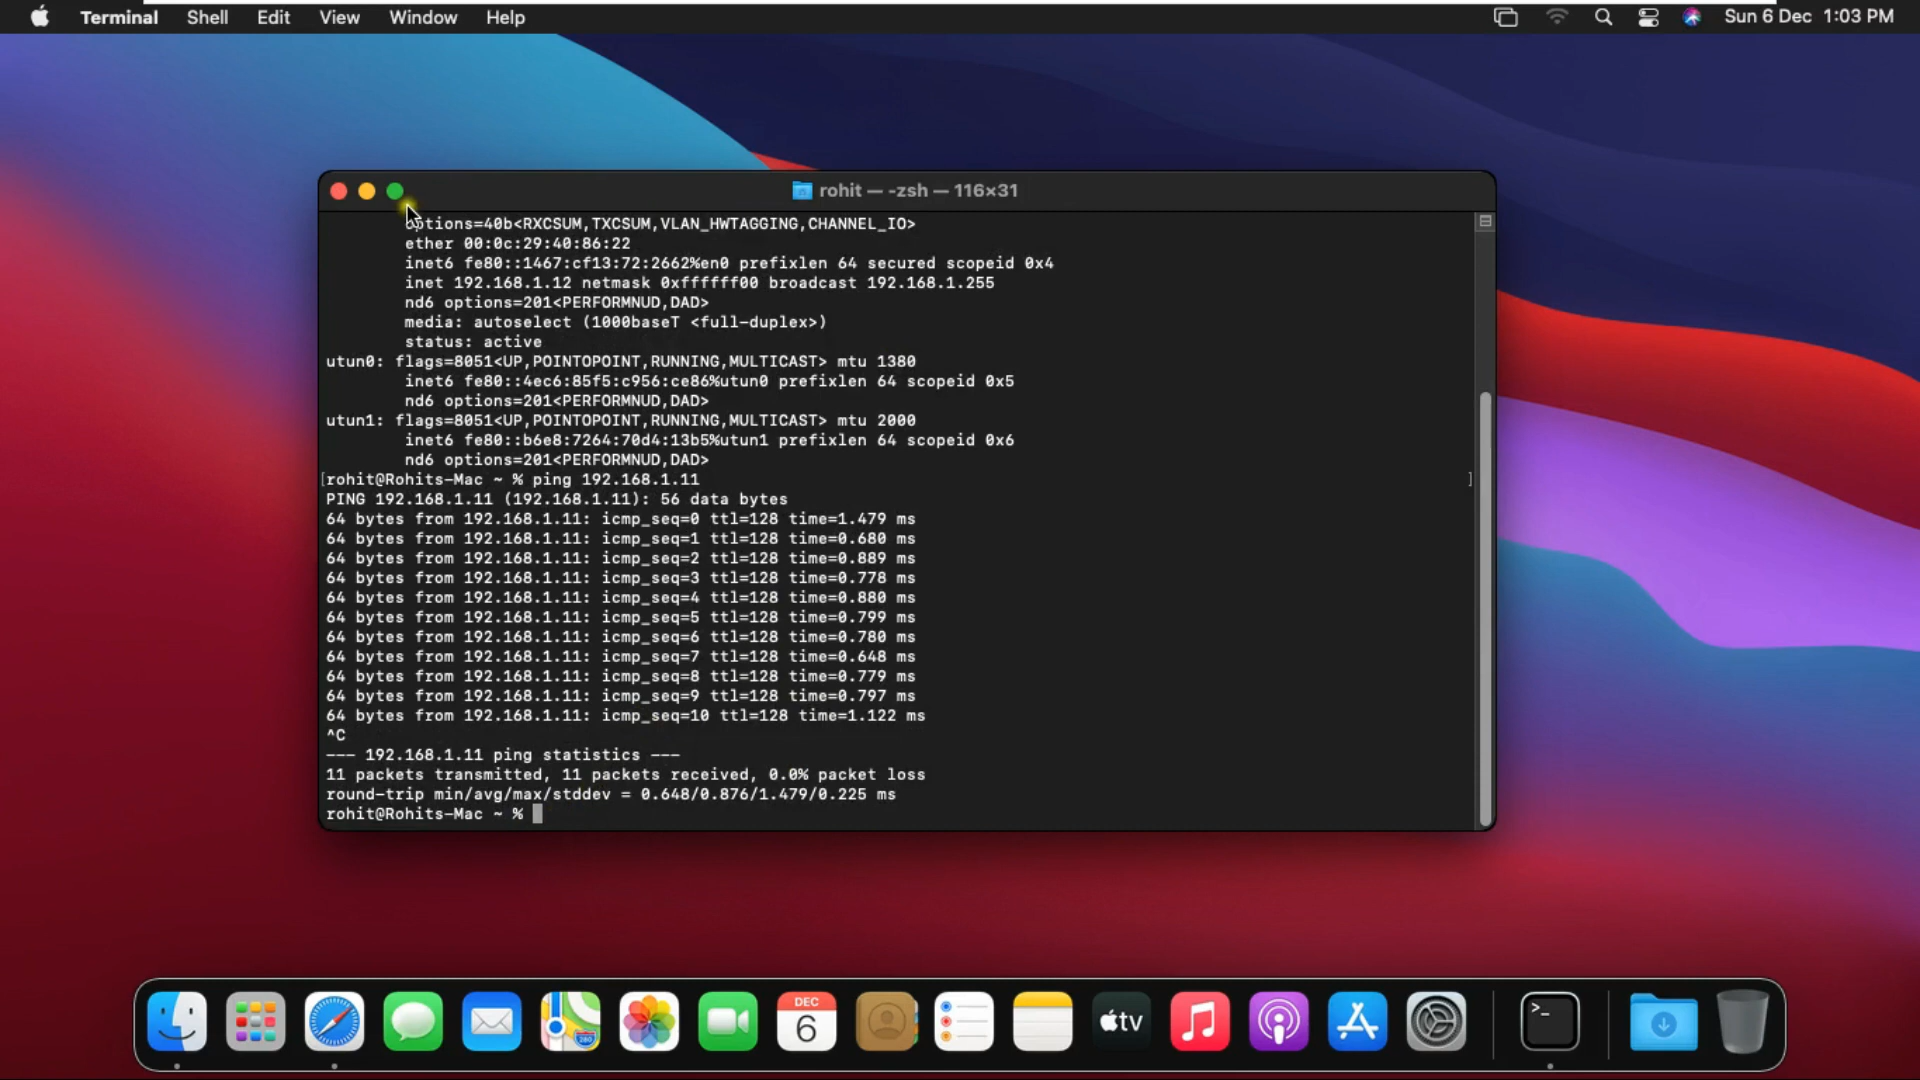 Terminal Shell Edit View Window Help Sun 6 Dec 1:03 PM
rohit — -zsh — 116×31
options=40b<RXCSUM,TXCSUM,VLAN_HWTAGGING,CHANNEL_IO>
ether 00:0c:29:40:86:22
inet6 fe80::1467:cf13:72:2662%en0 prefixlen 64 secured scopeid 0x4
inet 192.168.1.12 netmask 0xffffff00 broadcast 192.168.1.255
nd6 options=201<PERFORMNUD,DAD>
media: autoselect (1000baseT <full-duplex>)
status: active
utun0: flags=8051<UP,POINTOPOINT,RUNNING,MULTICAST> mtu 1380
inet6 fe80::4ec6:85f5:c956:ce86%utun0 prefixlen 64 scopeid 0x5
nd6 options=201<PERFORMNUD,DAD>
utun1: flags=8051<UP,POINTOPOINT,RUNNING,MULTICAST> mtu 2000
inet6 fe80::b6e8:7264:70d4:13b5%utun1 prefixlen 64 scopeid 0x6
nd6 options=201<PERFORMNUD,DAD>
[rohit@Rohits-Mac ~ % ping 192.168.1.11 ]
PING 192.168.1.11 (192.168.1.11): 56 data bytes
64 bytes from 192.168.1.11: icmp_seq=0 ttl=128 time=1.479 ms
64 bytes from 192.168.1.11: icmp_seq=1 ttl=128 time=0.680 ms
64 bytes from 192.168.1.11: icmp_seq=2 ttl=128 time=0.889 ms
64 bytes from 192.168.1.11: icmp_seq=3 ttl=128 time=0.778 ms
64 bytes from 192.168.1.11: icmp_seq=4 ttl=128 time=0.880 ms
64 bytes from 192.168.1.11: icmp_seq=5 ttl=128 time=0.799 ms
64 bytes from 192.168.1.11: icmp_seq=6 ttl=128 time=0.780 ms
64 bytes from 192.168.1.11: icmp_seq=7 ttl=128 time=0.648 ms
64 bytes from 192.168.1.11: icmp_seq=8 ttl=128 time=0.779 ms
64 bytes from 192.168.1.11: icmp_seq=9 ttl=128 time=0.797 ms
64 bytes from 192.168.1.11: icmp_seq=10 ttl=128 time=1.122 ms
^C
--- 192.168.1.11 ping statistics ---
11 packets transmitted, 11 packets received, 0.0% packet loss
round-trip min/avg/max/stddev = 0.648/0.876/1.479/0.225 ms
rohit@Rohits-Mac ~ %
280
DEC
6
tv
>_